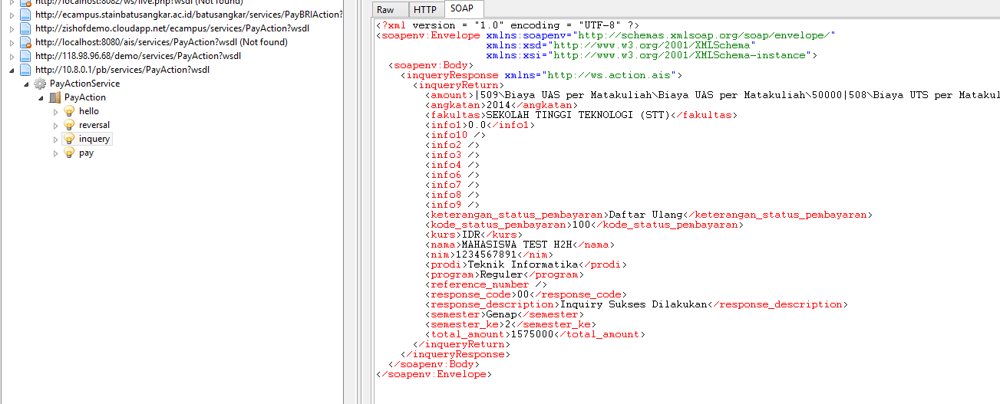 http://localhost:8082/ws/live.php?wsdl (Not found)
http://ecampus.stainbatusangkar.ac.id/batusangkar/services/PayBRIAction?
http://zishofdemo.cloudapp.net/ecampus/services/PayAction?wsdl
http://localhost:8080/ais/services/PayAction?wsdl (Not found)
http://118.98.96.68/demo/services/PayAction?wsdl
http://10.8.0.1/pb/services/PayAction?wsdl
PayActionService
PayAction
hello
reversal
inquery
pay
Raw HTTP SOAP
<?xml version = "1.0" encoding = "UTF-8" ?>
<soapenv:Envelope xmlns:soapenv="http://schemas.xmlsoap.org/soap/envelope/"
xmlns:xsd="http://www.w3.org/2001/XMLSchema"
xmlns:xsi="http://www.w3.org/2001/XMLSchema-instance">
<soapenv:Body>
<inqueryResponse xmlns="http://ws.action.ais">
<inqueryReturn>
<amount>|509\Biaya UAS per Matakuliah\Biaya UAS per Matakuliah\50000|508\Biaya UTS per Matakul
<angkatan>2014</angkatan>
<fakultas>SEKOLAH TINGGI TEKNOLOGI (STT)</fakultas>
<info1>0.0</info1>
<info10 />
<info2 />
<info3 />
<info4 />
<info6 />
<info7 />
<info8 />
<info9 />
<keterangan_status_pembayaran>Daftar Ulang</keterangan_status_pembayaran>
<kode_status_pembayaran>100</kode_status_pembayaran>
<kurs>IDR</kurs>
<nama>MAHASISWA TEST H2H</nama>
<nim>1234567891</nim>
<prodi>Teknik Informatika</prodi>
<program>Reguler</program>
<reference_number />
<response_code>00</response_code>
<response_description>Inquiry Sukses Dilakukan</response_description>
<semester>Genap</semester>
<semester_ke>2</semester_ke>
<total_amount>1575000</total_amount>
</inqueryReturn>
</inqueryResponse>
</soapenv:Body>
</soapenv:Envelope>